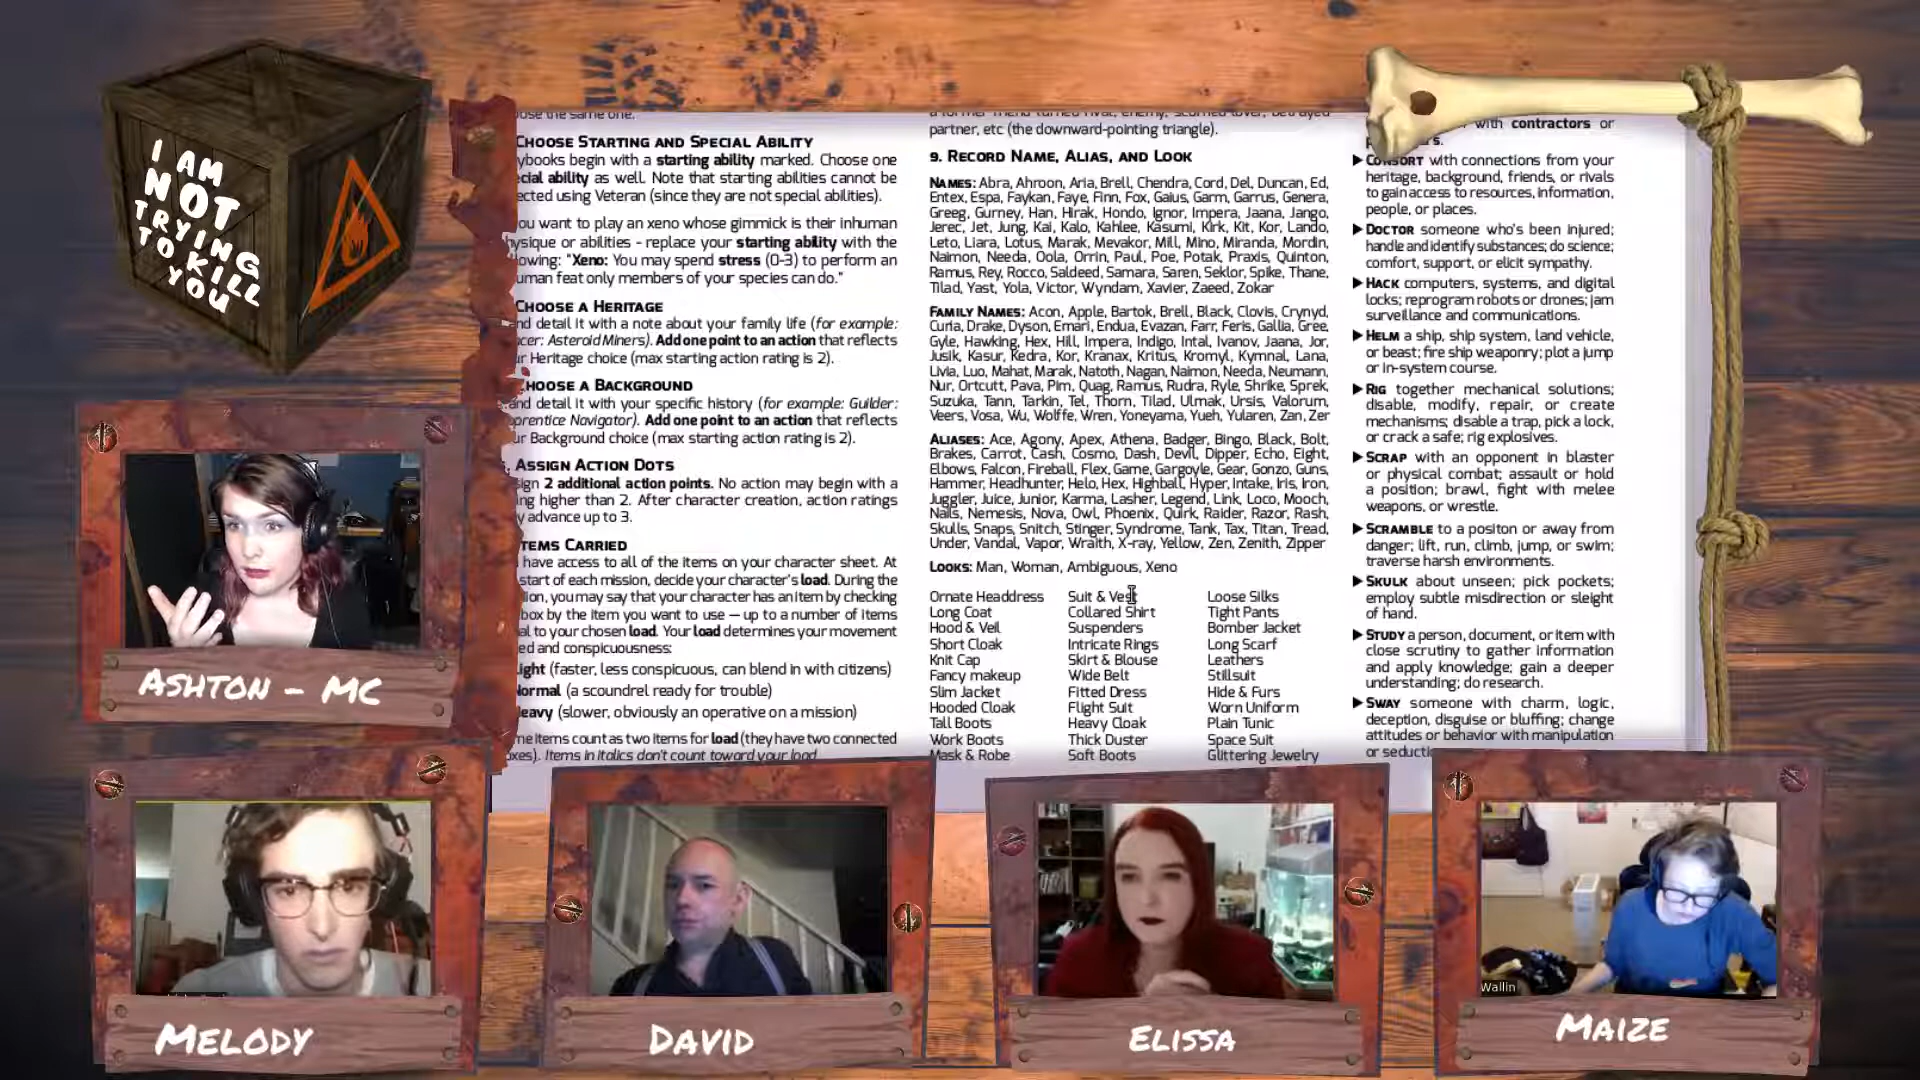 I AM
NOT
TRYING
TO KILL
YOU
ASHTON - MC
CHOOSE STARTING AND SPECIAL ABILITY
begin with a starting ability marked. Choose one
ability as well. Note that starting abilities cannot be
using Veteran (since they are not special abilities).
you want to play an xeno whose gimmick is their inhuman
or abilities - replace your starting ability with the
"Xeno: You may spend stress (0-3) to perform an
feat only members of your species can do."
CHOOSE A HERITAGE
detail it with a note about your family life (for example:
Asteroid Miners). Add one point to an action that reflects
Heritage choice (max starting action rating is 2).
CHOOSE A BACKGROUND
and detail it with your specific history (for example: Guilder:
Navigator). Add one point to an action that reflects
Background choice (max starting action rating is 2).
ASSIGN ACTION DOTS
2 additional action points. No action may begin with a
higher than 2. After character creation, action ratings
advance up to 3.
ITEMS CARRIED
have access to all of the items on your character sheet. At
start of each mission, decide your character's load. During the
you may say that your character has an item by checking
box by the item you want to use — up to a number of items
to your chosen load. Your load determines your movement
and conspicuousness:
Light (faster, less conspicuous, can blend in with citizens)
Normal (a scoundrel ready for trouble)
Heavy (slower, obviously an operative on a mission)
items count as two items for load (they have two connected
Items in italics don't count toward your load
partner, etc (the downward-pointing triangle).
9. RECORD NAME, ALIAS, AND LOOK
NAMES: Abra, Ahroon, Aria, Brell, Chendra, Cord, Del, Duncan, Ed,
Entex, Espa, Faykan, Faye, Finn, Fox, Gaius, Garm, Garrus, Genera,
Greeg, Gurney, Han, Hirak, Hondo, Ignor, Impera, Jaana, Jango,
Jerec, Jet, Jung, Kai, Kalo, Kahlee, Kasumi, Kirk, Kit, Kor, Lando,
Leto, Liara, Lotus, Marak, Mevakor, Mill, Mino, Miranda, Mordin,
Naimon, Needa, Oola, Orrin, Paul, Poe, Potak, Praxis, Quinton,
Ramus, Rey, Rocco, Saldeed, Samara, Saren, Seklor, Spike, Thane,
Tilad, Yast, Yola, Victor, Wyndam, Xavier, Zaeed, Zokar
FAMILY NAMES: Acon, Apple, Bartok, Brell, Black, Clovis, Crynyd,
Curia, Drake, Dyson, Emari, Endua, Evazan, Farr, Feris, Gallia, Gree,
Gyle, Hawking, Hex, Hill, Impera, Indigo, Intal, Ivanov, Jaana, Jor,
Jusik, Kasur, Kedra, Kor, Kranax, Kritus, Kromyl, Kymnal, Lana,
Livia, Luo, Mahat, Marak, Natoth, Nagan, Naimon, Needa, Neumann,
Nur, Ortcutt, Pava, Pim, Quag, Ramus, Rudra, Ryle, Shrike, Sprek,
Suzuka, Tann, Tarkin, Tel, Thorn, Tilad, Ulmak, Ursis, Valorum,
Veers, Vosa, Wu, Wolffe, Wren, Yoneyama, Yueh, Yularen, Zan, Zer
ALIASES: Ace, Agony, Apex, Athena, Badger, Bingo, Black, Bolt,
Brakes, Carrot, Cash, Cosmo, Dash, Devil, Dipper, Echo, Eight,
Elbows, Falcon, Fireball, Flex, Game, Gargoyle, Gear, Gonzo, Guns,
Hammer, Headhunter, Helo, Hex, Highball, Hyper, Intake, Iris, Iron,
Juggler, Juice, Junior, Karma, Lasher, Legend, Link, Loco, Mooch,
Nails, Nemesis, Nova, Owl, Phoenix, Quirk, Raider, Razor, Rash,
Skulls, Snaps, Snitch, Stinger, Syndrome, Tank, Tax, Titan, Tread,
Under, Vandal, Vapor, Wraith, X-ray, Yellow, Zen, Zenith, Zipper
LOOKS: Man, Woman, Ambiguous, Xeno
Ornate Headdress Suit & Vest Loose Silks
Long Coat Collared Shirt Tight Pants
Hood & Veil Suspenders Bomber Jacket
Short Cloak Intricate Rings Long Scarf
Knit Cap Skirt & Blouse Leathers
Fancy makeup Wide Belt Stillsuit
Slim Jacket Fitted Dress Hide & Furs
Hooded Cloak Flight Suit Worn Uniform
Tall Boots Heavy Cloak Plain Tunic
Work Boots Thick Duster Space Suit
Mask & Robe Soft Boots Glittering Jewelry
with contractors or
▶CONSORT with connections from your
heritage, background, friends, or rivals
to gain access to resources, information,
people, or places.
▶DOCTOR someone who's been injured;
handle and identify substances; do science;
comfort, support, or elicit sympathy.
▶HACK computers, systems, and digital
locks; reprogram robots or drones; jam
surveillance and communications.
▶HELM a ship, ship system, land vehicle,
or beast; fire ship weaponry; plot a jump
or in-system course.
▶RIG together mechanical solutions;
disable, modify, repair, or create
mechanisms; disable a trap, pick a lock,
or crack a safe; rig explosives.
▶SCRAP with an opponent in blaster
or physical combat; assault or hold
a position; brawl, fight with melee
weapons, or wrestle.
▶SCRAMBLE to a positon or away from
danger; lift, run, climb, jump, or swim;
traverse harsh environments.
▶SKULK about unseen; pick pockets;
employ subtle misdirection or sleight
of hand.
▶STUDY a person, document, or item with
close scrutiny to gather information
and apply knowledge; gain a deeper
understanding; do research.
▶SWAY someone with charm, logic,
deception, disguise or bluffing; change
attitudes or behavior with manipulation
or
MELODY
DAVID
ELISSA
Wallin
MAIZE